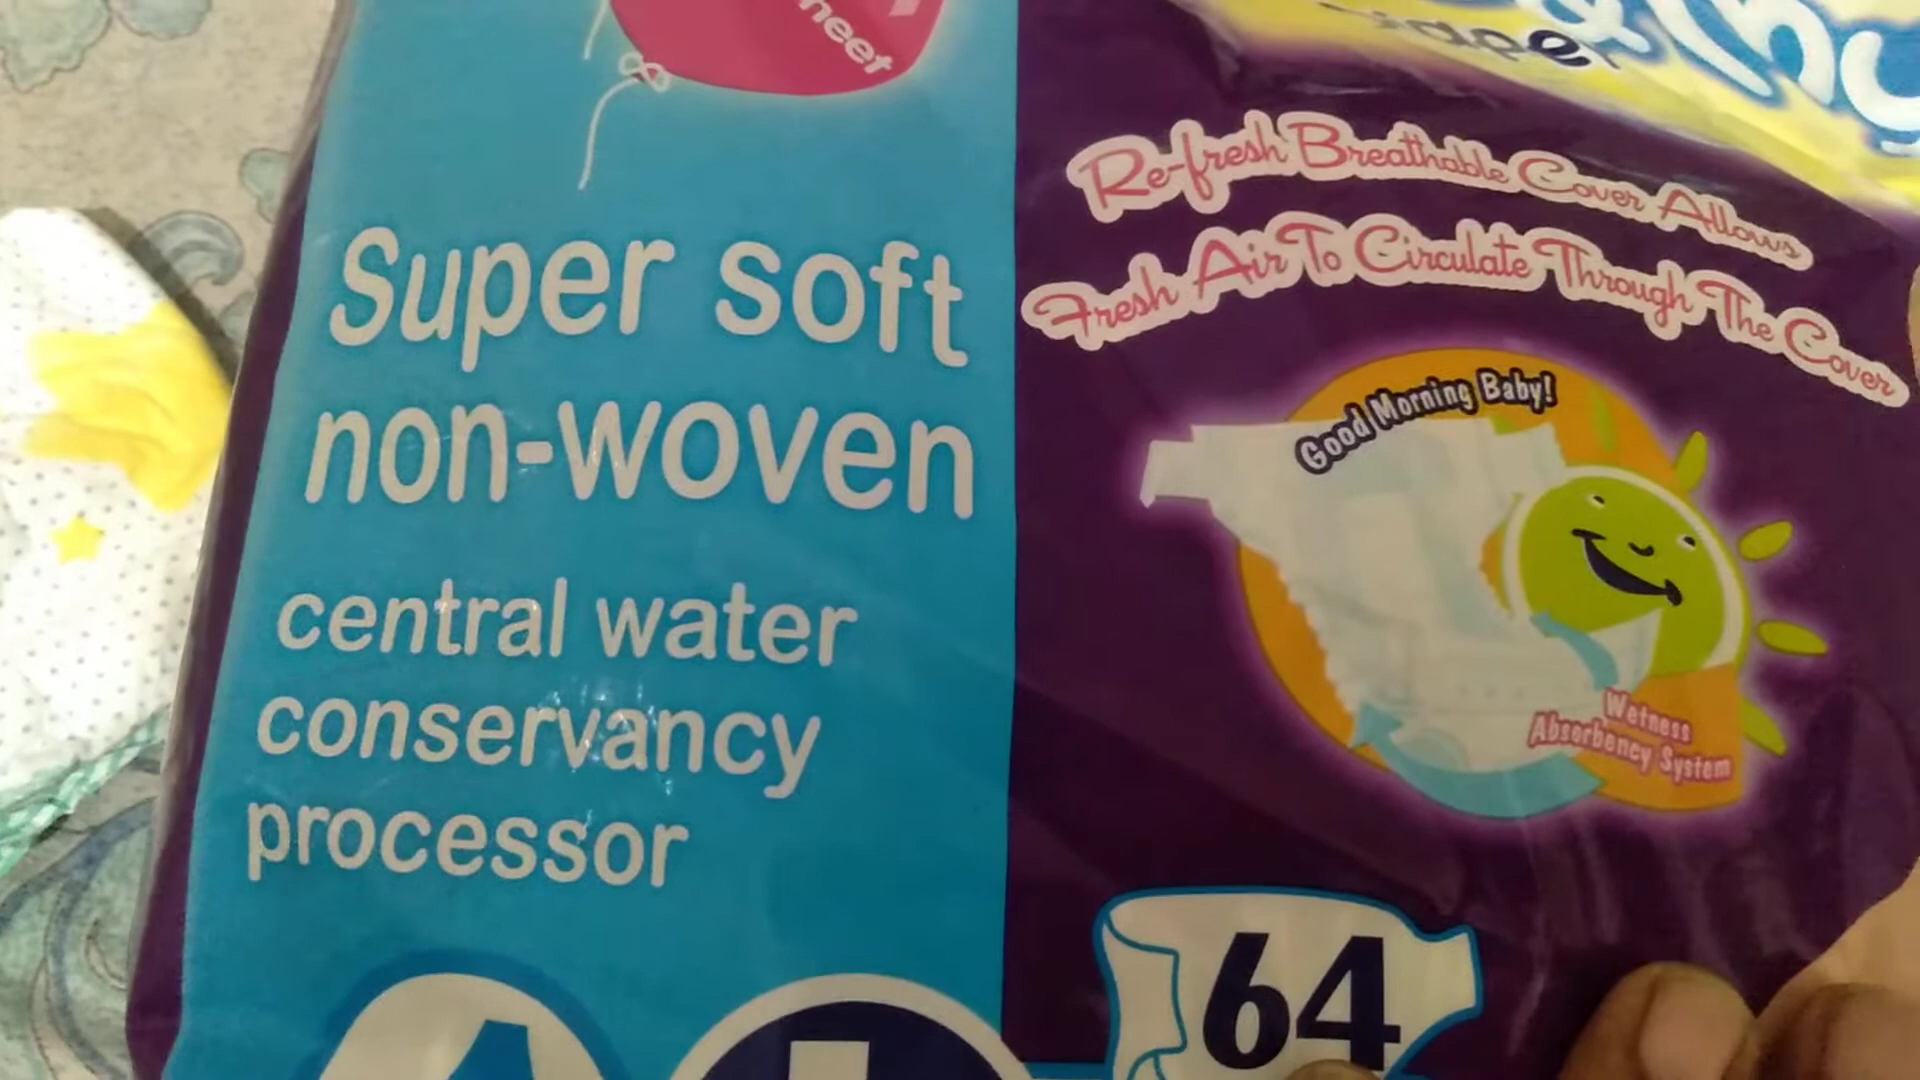 Super soft
non-woven
central water
conservancy
processor
& My
Re-fresh Breathable Cover Allows
Fresh Air To Circulate Through The Cover
Good Morning Baby!
Wetness
Absorbency System
64